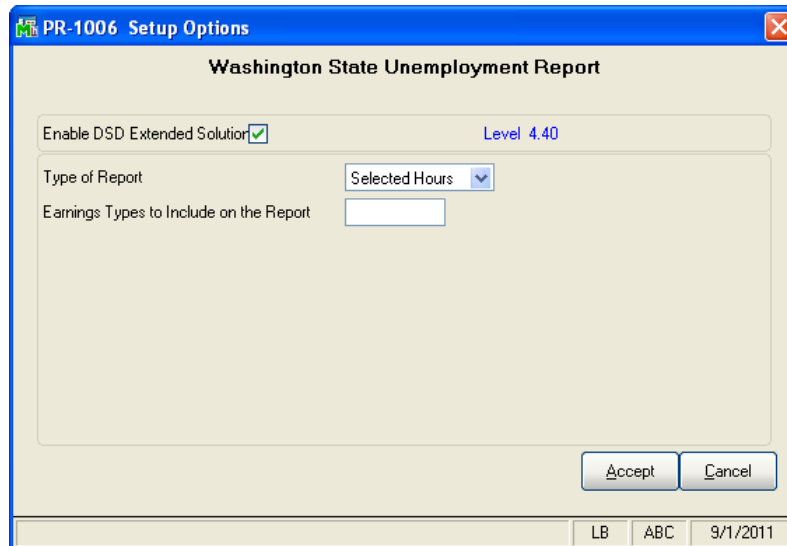 PR-1006 Setup Options
Washington State Unemployment Report
Enable DSD Extended Solution
Level 4.40
Type of Report
Selected Hours
Earnings Types to Include on the Report
Accept
Cancel
LB
ABC
9/1/2011